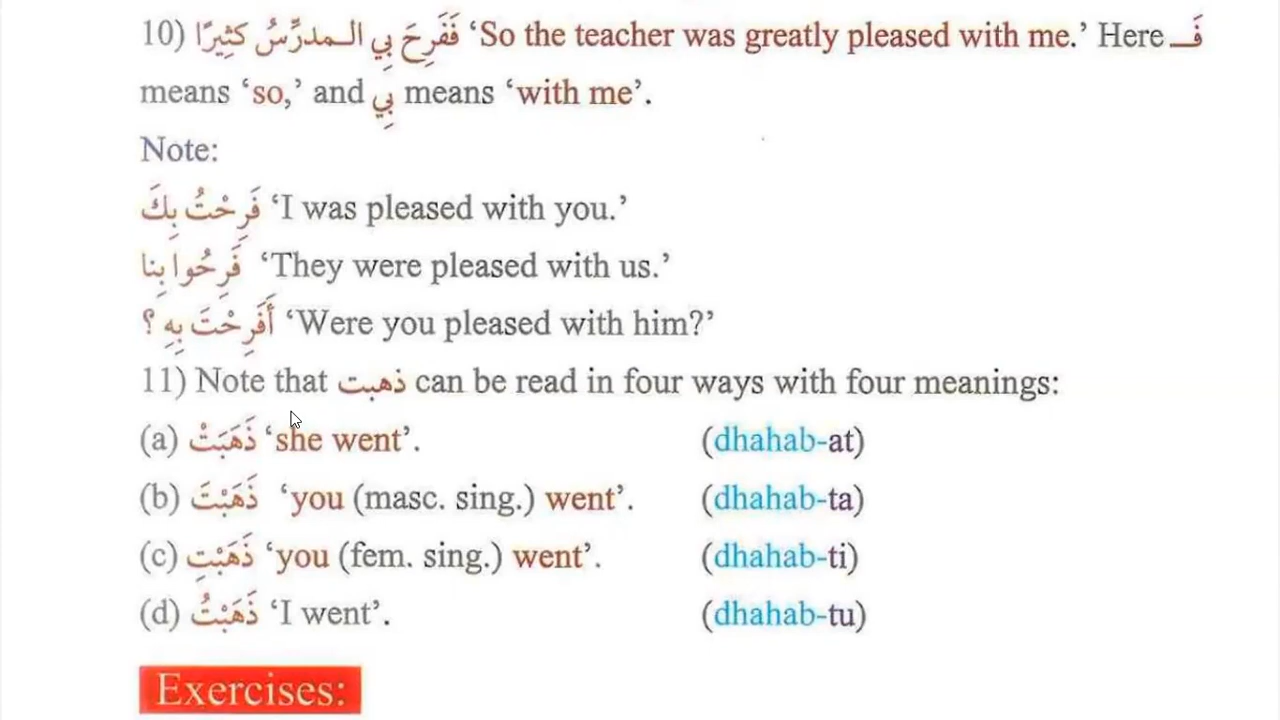 10) فَفَرِحَ بِي الـمدرِّسُ كثِيرًا ‘So the teacher was greatly pleased with me.’ Here فَـ
means ‘so,’ and بِي means ‘with me’.
Note:
فَرِحْتُ بِكَ ‘I was pleased with you.’
فَرِحُوا بِنا ‘They were pleased with us.’
أَفَرِحْتَ بِهِ ؟ ‘Were you pleased with him?’
11) Note that ذهبت can be read in four ways with four meanings:
(a) ذَهَبَتْ ‘she went’. (dhahab-at)
(b) ذَهَبْتَ ‘you (masc. sing.) went’. (dhahab-ta)
(c) ذَهَبْتِ ‘you (fem. sing.) went’. (dhahab-ti)
(d) ذَهَبْتُ ‘I went’. (dhahab-tu)
Exercises: